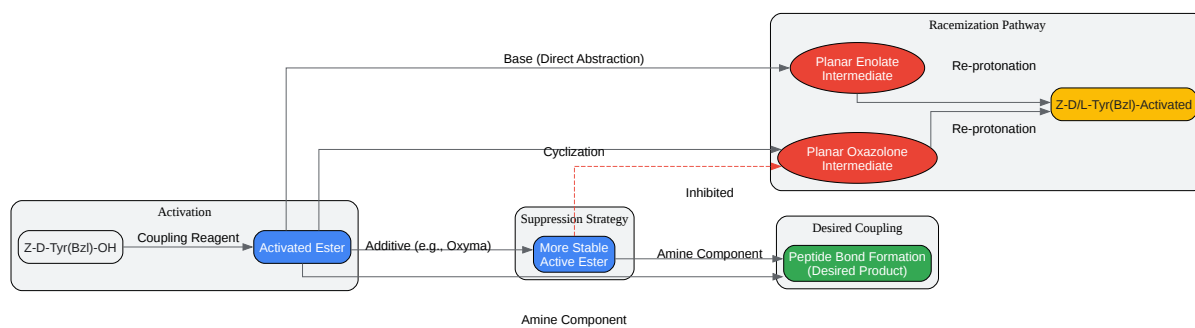 Racemization Pathway
Base (Direct Abstraction)
Planar Enolate
Intermediate
Re-protonation
Z-D/L-Tyr(Bzl)-Activated
Re-protonation
Cyclization
Planar Oxazolone
Intermediate
Inhibited
Activation
Suppression Strategy
Desired Coupling
Z-D-Tyr(Bzl)-OH
Coupling Reagent
Activated Ester
Additive (e.g., Oxyma)
More Stable
Active Ester
Amine Component
Peptide Bond Formation
(Desired Product)
Amine Component